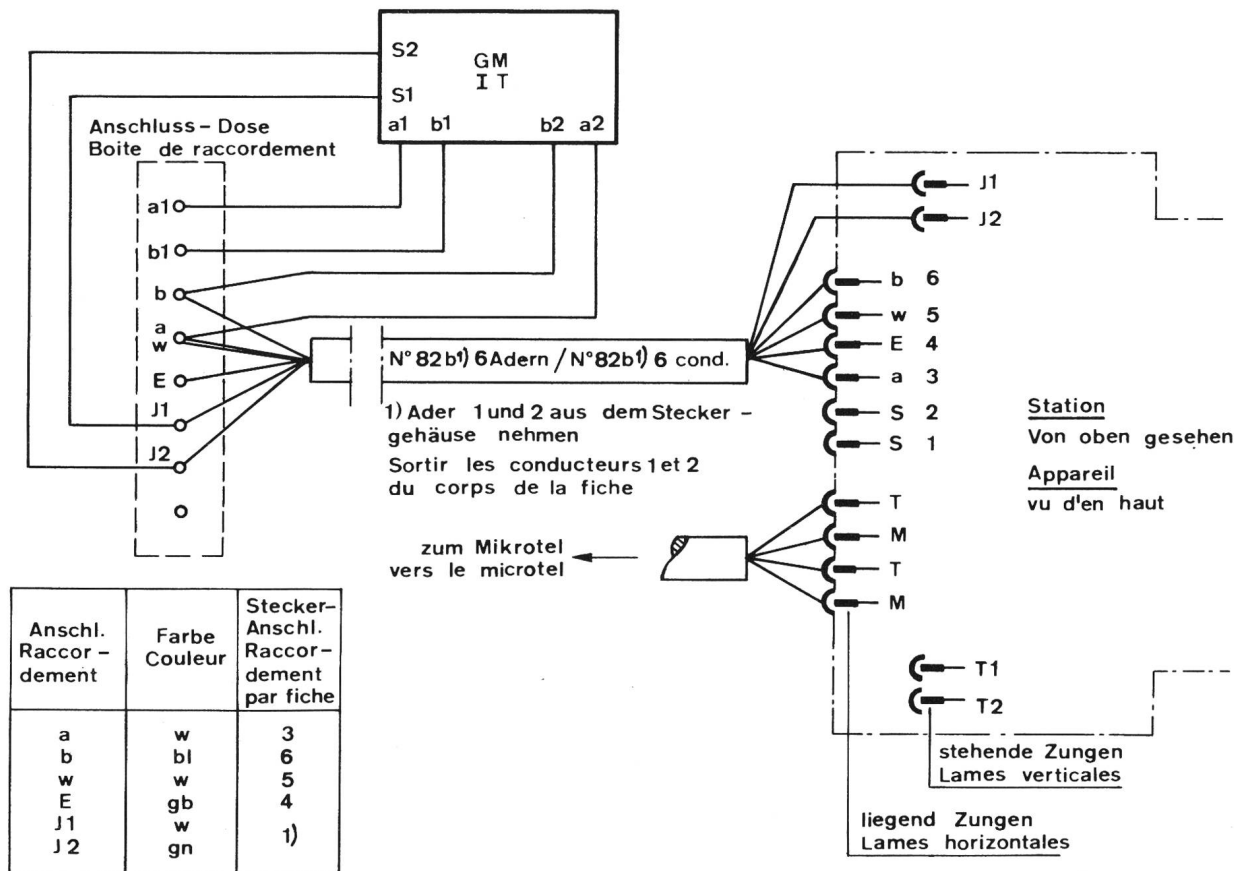 S2
GM
IT
S1
a1 b1 b2 a2
Anschluss-Dose
Boite de raccordement
a1
b1
b
a
w
E
J1
J2
N° 82b¹) 6 Adern / N° 82b¹) 6 cond.
1) Ader 1 und 2 aus dem Stecker-
gehäuse nehmen
Sortir les conducteurs 1 et 2
du corps de la fiche
zum Mikrotel
vers le microtel
J1
J2
b 6
w 5
E 4
a 3
S 2
S 1
T
M
T
M
T1
T2
Station
Von oben gesehen
Appareil
vu d'en haut
stehende Zungen
Lames verticales
liegend Zungen
Lames horizontales
Anschl.
Raccor-
dement
Farbe
Couleur
Stecker-
Anschl.
Raccor-
dement
par fiche
a w 3
b bl 6
w w 5
E gb 4
J1 w 1)
J2 gn